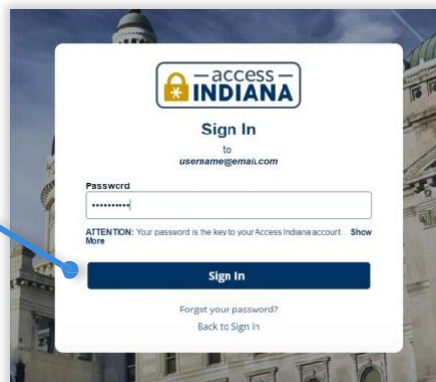 access
INDIANA
Sign In
to
username@email.com
Password
ATTENTION: Your password is the key to your Access Indiana account... Show
More
Sign In
Forgot your password?
Back to Sign In